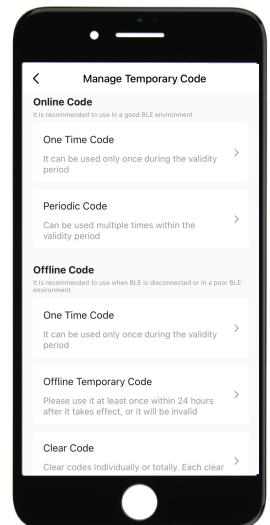 Manage Temporary Code
Online Code
It is recommended to use in a good BLE environment
One Time Code
It can be used only once during the validity
period
Periodic Code
Can be used multiple times within the
validity period
Offline Code
It is recommended to use when BLE is disconnected or in a poor BLE
environment
One Time Code
It can be used only once during the validity
period
Offline Temporary Code
Please use it at least once within 24 hours
after it takes effect, or it will be invalid
Clear Code
Clear codes Individually or totally. Each clear